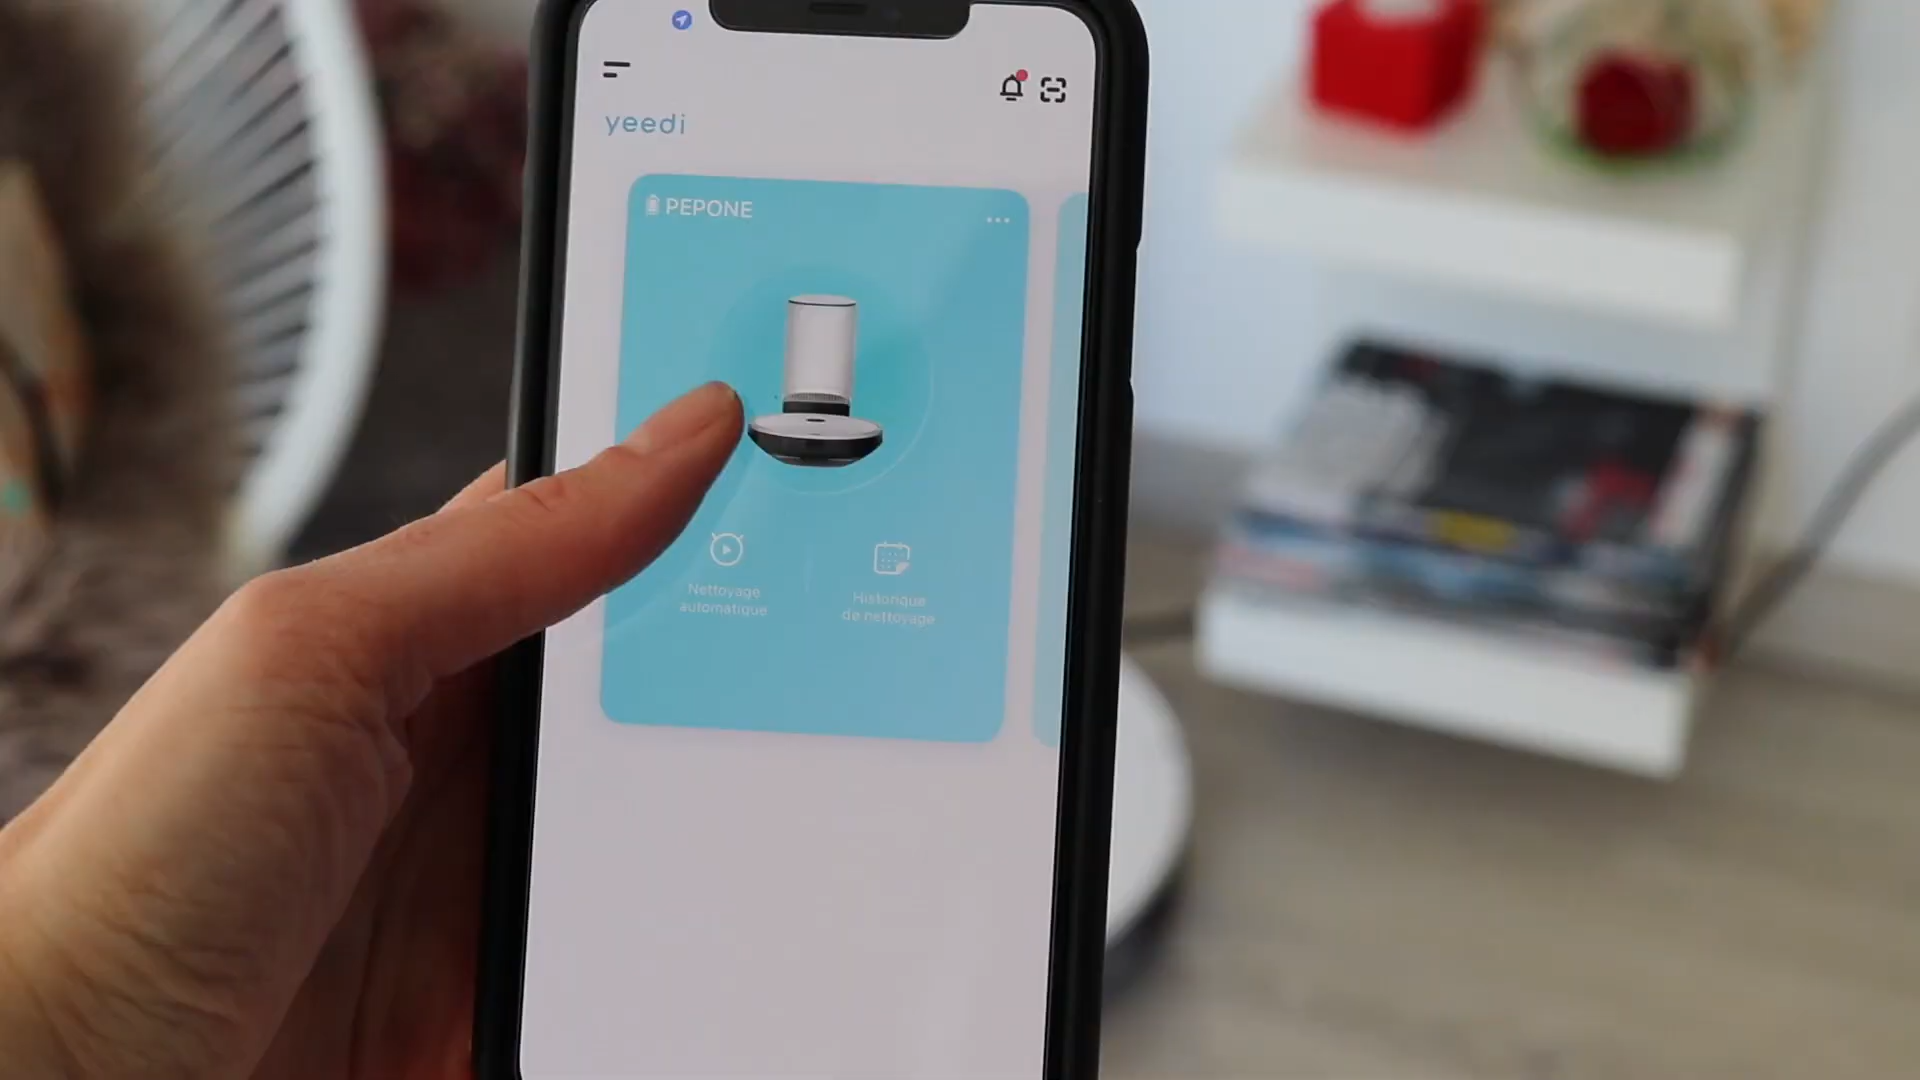 yeedi
PEPONE
Nettoyage
automatique
Historique
de nettoyage